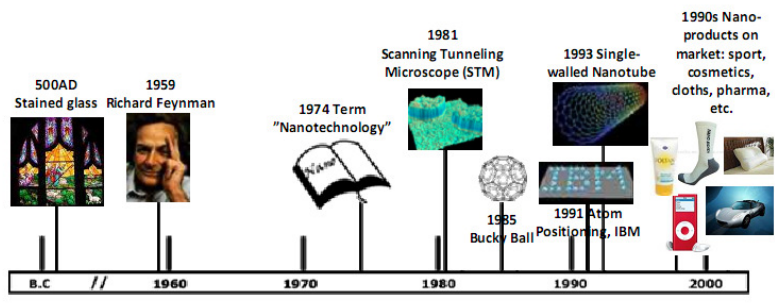 500AD
Stained glass
1959
Richard Feynman
1974 Term
”Nanotechnology”
Nano
1981
Scanning Tunneling
Microscope (STM)
1985
Bucky Ball
1993 Single-
walled Nanotube
IBM
1991 Atom
Positioning, IBM
1990s Nano-
products on
market: sport,
cosmetics,
cloths, pharma,
etc.
B.C // 1960 1970 1980 1990 2000